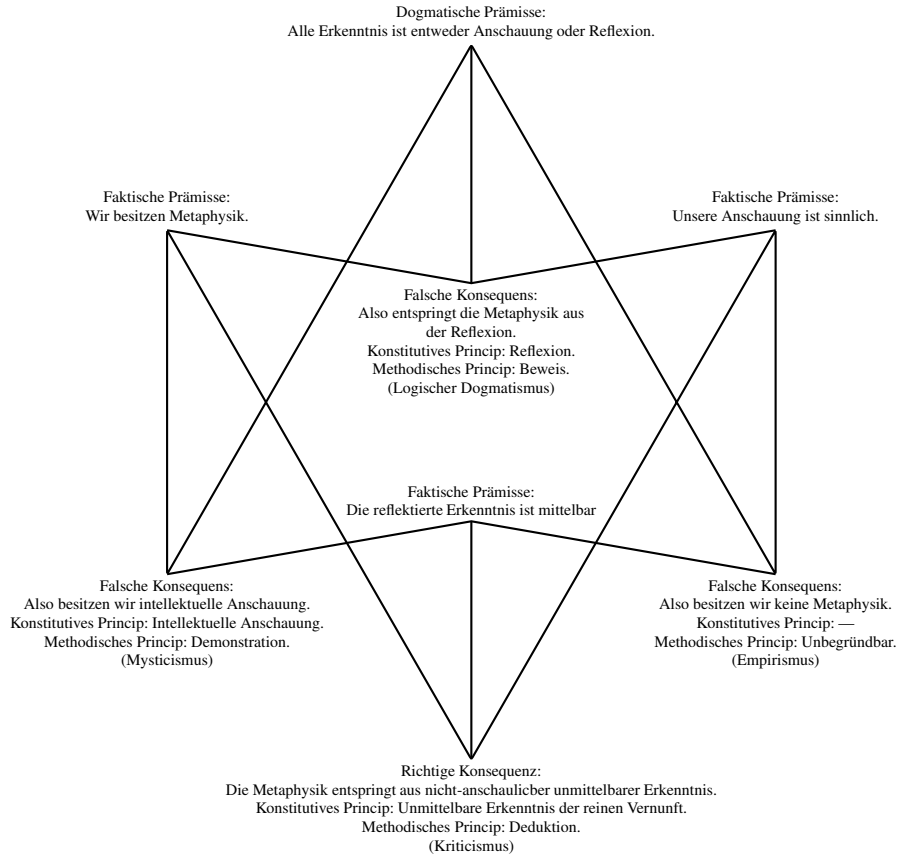 Dogmatische Prämisse:
Alle Erkenntnis ist entweder Anschauung oder Reflexion.
Faktische Prämisse:
Wir besitzen Metaphysik.
Faktische Prämisse:
Unsere Anschauung ist sinnlich.
Falsche Konsequens:
Also entspringt die Metaphysik aus
der Reflexion.
Konstitutives Princip: Reflexion.
Methodisches Princip: Beweis.
(Logischer Dogmatismus)
Faktische Prämisse:
Die reflektierte Erkenntnis ist mittelbar
Falsche Konsequens:
Also besitzen wir intellektuelle Anschauung.
Konstitutives Princip: Intellektuelle Anschauung.
Methodisches Princip: Demonstration.
(Mysticismus)
Falsche Konsequens:
Also besitzen wir keine Metaphysik.
Konstitutives Princip: —
Methodisches Princip: Unbegründbar.
(Empirismus)
Richtige Konsequenz:
Die Metaphysik entspringt aus nicht-anschaulicber unmittelbarer Erkenntnis.
Konstitutives Princip: Unmittelbare Erkenntnis der reinen Vernunft.
Methodisches Princip: Deduktion.
(Kriticismus)